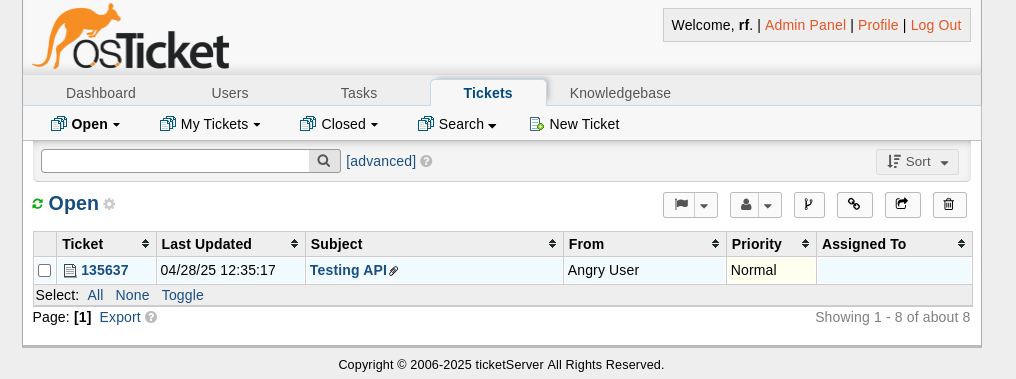 osTicket
Welcome, rf. | Admin Panel | Profile | Log Out
Dashboard Users Tasks Tickets Knowledgebase
Open My Tickets Closed Search New Ticket
[advanced] ? Sort
Open
Ticket Last Updated Subject From Priority Assigned To
135637 04/28/25 12:35:17 Testing API Angry User Normal
Select: All None Toggle
Page: [1] Export ? Showing 1 - 8 of about 8
Copyright © 2006-2025 ticketServer All Rights Reserved.